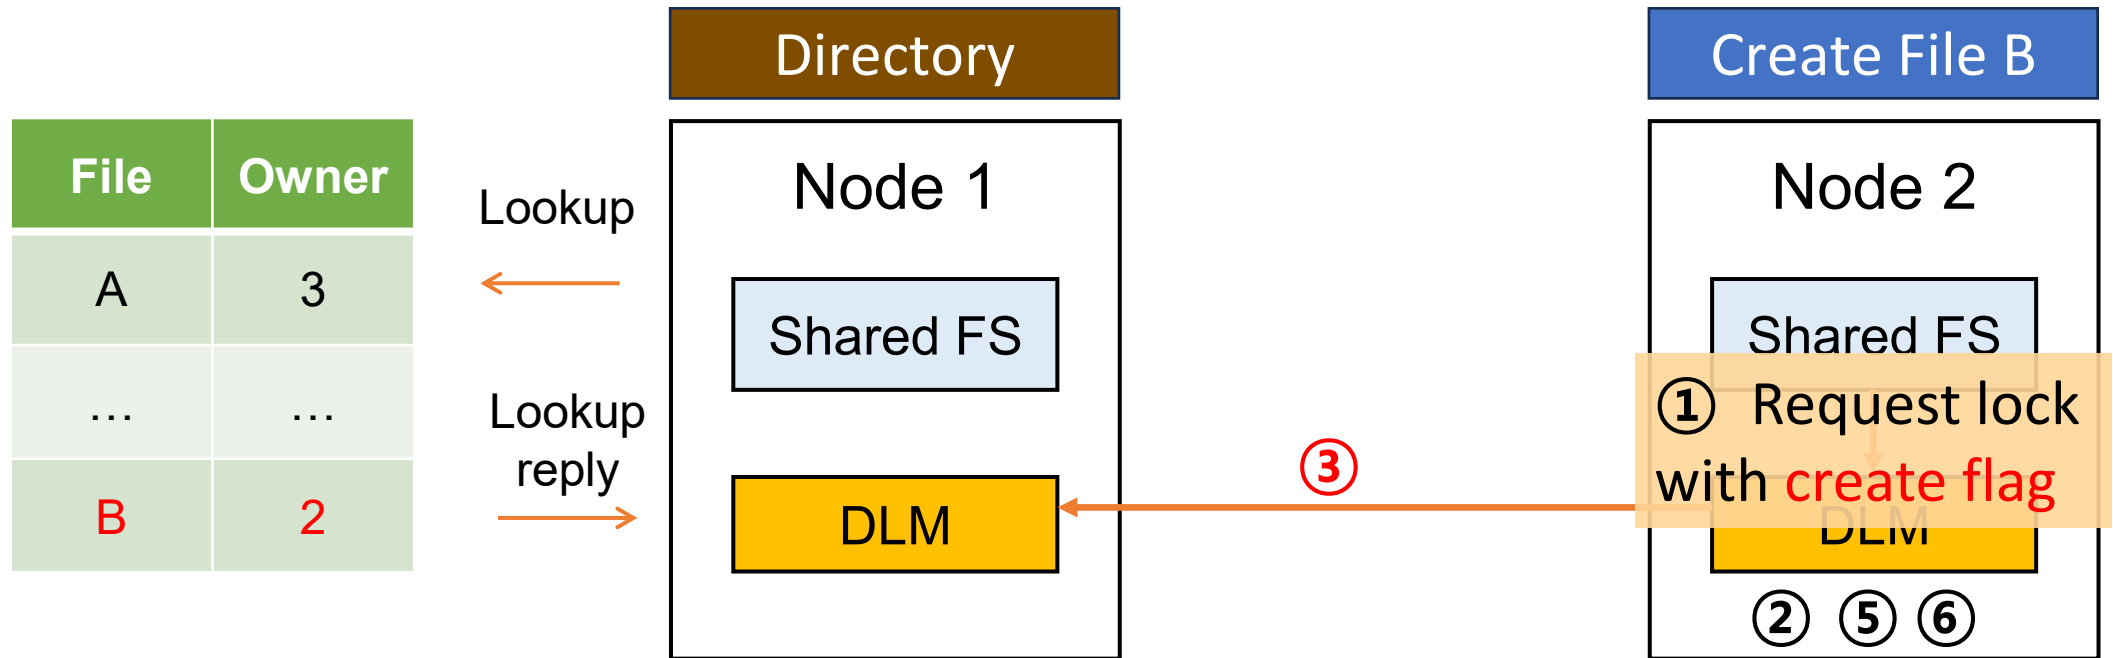 Directory
Create File B
File Owner
A 3
... ...
B 2
Lookup
Lookup
reply
Node 1
Shared FS
DLM
③
Node 2
Shared FS
① Request lock
with create flag
DLM
② ⑤ ⑥